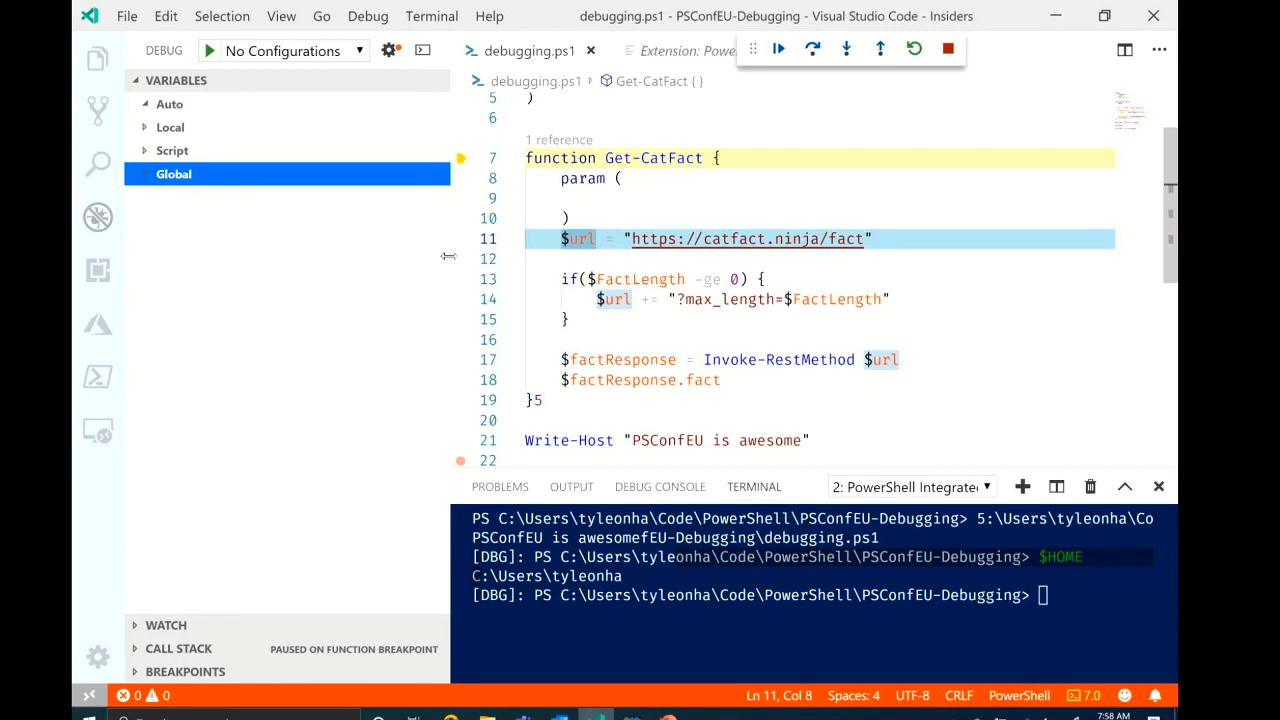 File Edit Selection View Go Debug Terminal Help debugging.ps1 - PSConfEU-Debugging - Visual Studio Code - Insiders
DEBUG No Configurations debugging.ps1 Extension: Powe
VARIABLES
debugging.ps1 Get-CatFact { }
Auto
Local
Script
Global
5 )
6
1 reference
7 function Get-CatFact {
8 param (
9
10 )
11 $url = "https://catfact.ninja/fact"
12
13 if($FactLength -ge 0) {
14 $url += "?max_length=$FactLength"
15 }
16
17 $factResponse = Invoke-RestMethod $url
18 $factResponse.fact
19 }5
20
21 Write-Host "PSConfEU is awesome"
22
PROBLEMS OUTPUT DEBUG CONSOLE TERMINAL 2: PowerShell Integrate
PS C:\Users\tyleonha\Code\PowerShell\PSConfEU-Debugging> 5:\Users\tyleonha\Co
PSConfEU is awesomefEU-Debugging\debugging.ps1
[DBG]: PS C:\Users\tyleonha\Code\PowerShell\PSConfEU-Debugging> $HOME
C:\Users\tyleonha
[DBG]: PS C:\Users\tyleonha\Code\PowerShell\PSConfEU-Debugging>
WATCH
CALL STACK PAUSED ON FUNCTION BREAKPOINT
BREAKPOINTS
0 0 Ln 11, Col 8 Spaces: 4 UTF-8 CRLF PowerShell 7.0
7:58 AM